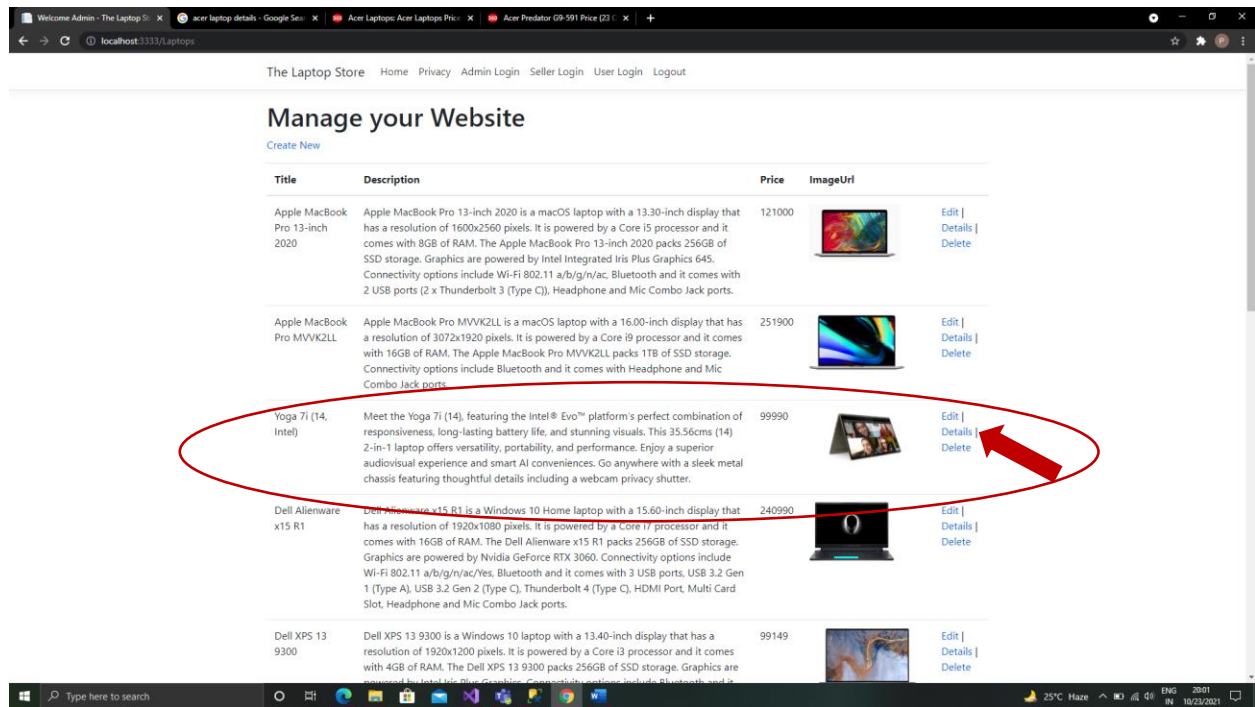 Welcome Admin - The Laptop St
acer laptop details - Google Sear
Acer Laptops: Acer Laptops Price
Acer Predator G9-591 Price (23 O
localhost:3333/Laptops
The Laptop Store Home Privacy Admin Login Seller Login User Login Logout
Manage your Website
Create New
Title Description Price ImageUrl
Apple MacBook Pro 13-inch 2020
Apple MacBook Pro 13-inch 2020 is a macOS laptop with a 13.30-inch display that
has a resolution of 1600x2560 pixels. It is powered by a Core i5 processor and it
comes with 8GB of RAM. The Apple MacBook Pro 13-inch 2020 packs 256GB of
SSD storage. Graphics are powered by Intel Integrated Iris Plus Graphics 645.
Connectivity options include Wi-Fi 802.11 a/b/g/n/ac, Bluetooth and it comes with
2 USB ports (2 x Thunderbolt 3 (Type C)), Headphone and Mic Combo Jack ports.
121000
Edit |
Details |
Delete
Apple MacBook
Pro MVVK2LL
Apple MacBook Pro MVVK2LL is a macOS laptop with a 16.00-inch display that has
a resolution of 3072x1920 pixels. It is powered by a Core i9 processor and it comes
with 16GB of RAM. The Apple MacBook Pro MVVK2LL packs 1TB of SSD storage.
Connectivity options include Bluetooth and it comes with Headphone and Mic
Combo Jack ports.
251900
Edit |
Details |
Delete
Yoga 7i (14,
Intel)
Meet the Yoga 7i (14), featuring the Intel® Evo™ platform's perfect combination of
responsiveness, long-lasting battery life, and stunning visuals. This 35.56cms (14)
2-in-1 laptop offers versatility, portability, and performance. Enjoy a superior
audiovisual experience and smart AI conveniences. Go anywhere with a sleek metal
chassis featuring thoughtful details including a webcam privacy shutter.
99990
Edit |
Details |
Delete
Dell Alienware
x15 R1
Dell Alienware x15 R1 is a Windows 10 Home laptop with a 15.60-inch display that
has a resolution of 1920x1080 pixels. It is powered by a Core i7 processor and it
comes with 16GB of RAM. The Dell Alienware x15 R1 packs 256GB of SSD storage.
Graphics are powered by Nvidia GeForce RTX 3060. Connectivity options include
Wi-Fi 802.11 a/b/g/n/ac/Yes, Bluetooth and it comes with 3 USB ports, USB 3.2 Gen
1 (Type A), USB 3.2 Gen 2 (Type C), Thunderbolt 4 (Type C), HDMI Port, Multi Card
Slot, Headphone and Mic Combo Jack ports.
240990
Edit |
Details |
Delete
Dell XPS 13
9300
Dell XPS 13 9300 is a Windows 10 laptop with a 13.40-inch display that has a
resolution of 1920x1200 pixels. It is powered by a Core i3 processor and it comes
with 4GB of RAM. The Dell XPS 13 9300 packs 256GB of SSD storage. Graphics are
powered by Intel Iris Plus Graphics. Connectivity options include Bluetooth and it
99149
Edit |
Details |
Delete
Type here to search
25°C Haze
ENG
IN
20:01
10/23/2021